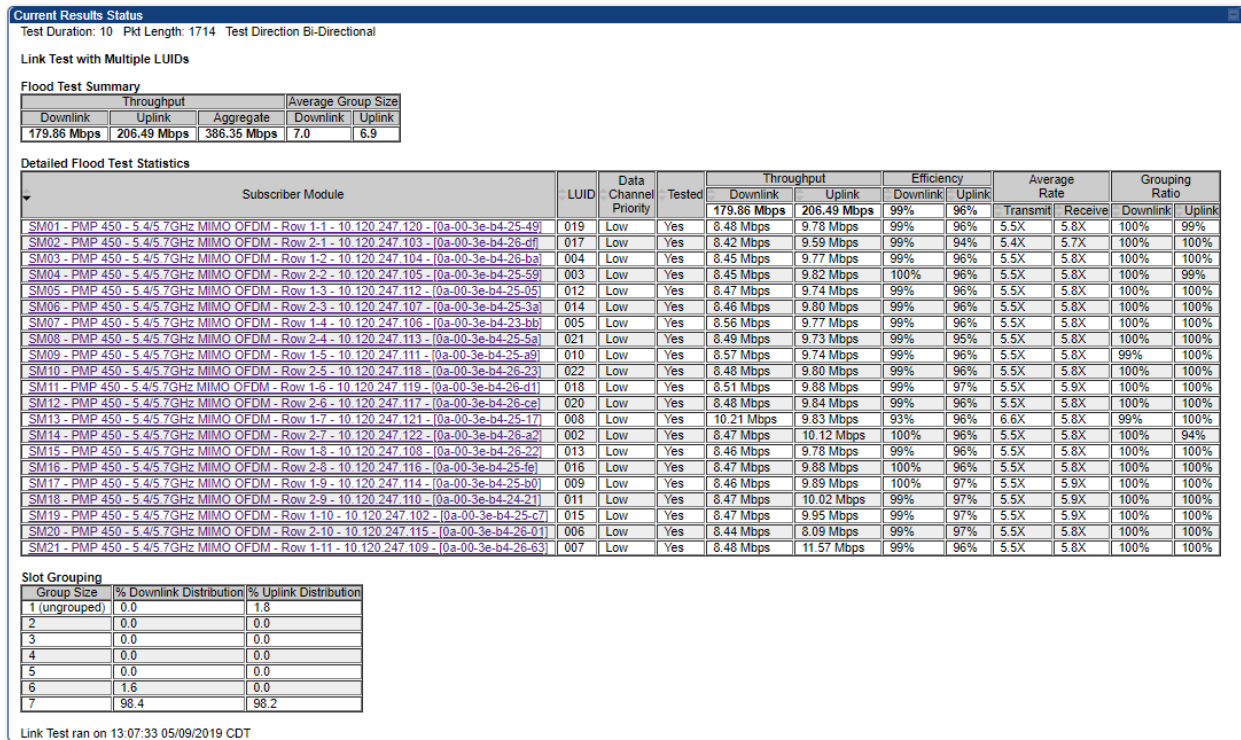 Current Results Status
Test Duration: 10 Pkt Length: 1714 Test Direction Bi-Directional
Link Test with Multiple LUIDs
Flood Test Summary
Throughput Average Group Size
Downlink Uplink Aggregate Downlink Uplink
179.86 Mbps 206.49 Mbps 386.35 Mbps 7.0 6.9
Detailed Flood Test Statistics
Subscriber Module LUID Data Channel Priority Tested Throughput Efficiency Average Rate Grouping Ratio
Downlink Uplink Downlink Uplink
179.86 Mbps 206.49 Mbps 99% 96% Transmit Receive Downlink Uplink
SM01 - PMP 450 - 5.4/5.7GHz MIMO OFDM - Row 1-1 - 10.120.247.120 - [0a-00-3e-b4-25-49] 019 Low Yes 8.48 Mbps 9.78 Mbps 99% 96% 5.5X 5.8X 100% 99%
SM02 - PMP 450 - 5.4/5.7GHz MIMO OFDM - Row 2-1 - 10.120.247.103 - [0a-00-3e-b4-26-df] 017 Low Yes 8.42 Mbps 9.59 Mbps 99% 94% 5.4X 5.7X 100% 100%
SM03 - PMP 450 - 5.4/5.7GHz MIMO OFDM - Row 1-2 - 10.120.247.104 - [0a-00-3e-b4-26-ba] 004 Low Yes 8.45 Mbps 9.77 Mbps 99% 96% 5.5X 5.8X 100% 100%
SM04 - PMP 450 - 5.4/5.7GHz MIMO OFDM - Row 2-2 - 10.120.247.105 - [0a-00-3e-b4-25-59] 003 Low Yes 8.45 Mbps 9.82 Mbps 100% 96% 5.5X 5.8X 100% 99%
SM05 - PMP 450 - 5.4/5.7GHz MIMO OFDM - Row 1-3 - 10.120.247.112 - [0a-00-3e-b4-25-05] 012 Low Yes 8.47 Mbps 9.74 Mbps 99% 96% 5.5X 5.8X 100% 100%
SM06 - PMP 450 - 5.4/5.7GHz MIMO OFDM - Row 2-3 - 10.120.247.107 - [0a-00-3e-b4-25-3a] 014 Low Yes 8.46 Mbps 9.80 Mbps 99% 96% 5.5X 5.8X 100% 100%
SM07 - PMP 450 - 5.4/5.7GHz MIMO OFDM - Row 1-4 - 10.120.247.106 - [0a-00-3e-b4-23-bb] 005 Low Yes 8.56 Mbps 9.77 Mbps 99% 96% 5.5X 5.8X 100% 100%
SM08 - PMP 450 - 5.4/5.7GHz MIMO OFDM - Row 2-4 - 10.120.247.113 - [0a-00-3e-b4-25-5a] 021 Low Yes 8.49 Mbps 9.73 Mbps 99% 95% 5.5X 5.8X 100% 100%
SM09 - PMP 450 - 5.4/5.7GHz MIMO OFDM - Row 1-5 - 10.120.247.111 - [0a-00-3e-b4-25-a9] 010 Low Yes 8.57 Mbps 9.74 Mbps 99% 96% 5.5X 5.8X 99% 100%
SM10 - PMP 450 - 5.4/5.7GHz MIMO OFDM - Row 2-5 - 10.120.247.118 - [0a-00-3e-b4-26-23] 022 Low Yes 8.48 Mbps 9.80 Mbps 99% 96% 5.5X 5.8X 100% 100%
SM11 - PMP 450 - 5.4/5.7GHz MIMO OFDM - Row 1-6 - 10.120.247.119 - [0a-00-3e-b4-26-d1] 018 Low Yes 8.51 Mbps 9.88 Mbps 99% 97% 5.5X 5.9X 100% 100%
SM12 - PMP 450 - 5.4/5.7GHz MIMO OFDM - Row 2-6 - 10.120.247.117 - [0a-00-3e-b4-26-ce] 020 Low Yes 8.48 Mbps 9.84 Mbps 99% 96% 5.5X 5.8X 100% 100%
SM13 - PMP 450 - 5.4/5.7GHz MIMO OFDM - Row 1-7 - 10.120.247.121 - [0a-00-3e-b4-25-17] 008 Low Yes 10.21 Mbps 9.83 Mbps 93% 96% 6.6X 5.8X 99% 100%
SM14 - PMP 450 - 5.4/5.7GHz MIMO OFDM - Row 2-7 - 10.120.247.122 - [0a-00-3e-b4-26-a2] 002 Low Yes 8.47 Mbps 10.12 Mbps 100% 96% 5.5X 5.8X 100% 94%
SM15 - PMP 450 - 5.4/5.7GHz MIMO OFDM - Row 1-8 - 10.120.247.108 - [0a-00-3e-b4-26-22] 013 Low Yes 8.46 Mbps 9.78 Mbps 99% 96% 5.5X 5.8X 100% 100%
SM16 - PMP 450 - 5.4/5.7GHz MIMO OFDM - Row 2-8 - 10.120.247.116 - [0a-00-3e-b4-25-fe] 016 Low Yes 8.47 Mbps 9.88 Mbps 100% 96% 5.5X 5.8X 100% 100%
SM17 - PMP 450 - 5.4/5.7GHz MIMO OFDM - Row 1-9 - 10.120.247.114 - [0a-00-3e-b4-25-b0] 009 Low Yes 8.46 Mbps 9.89 Mbps 100% 97% 5.5X 5.9X 100% 100%
SM18 - PMP 450 - 5.4/5.7GHz MIMO OFDM - Row 2-9 - 10.120.247.110 - [0a-00-3e-b4-24-21] 011 Low Yes 8.47 Mbps 10.02 Mbps 99% 97% 5.5X 5.9X 100% 100%
SM19 - PMP 450 - 5.4/5.7GHz MIMO OFDM - Row 1-10 - 10.120.247.102 - [0a-00-3e-b4-25-c7] 015 Low Yes 8.47 Mbps 9.95 Mbps 99% 97% 5.5X 5.9X 100% 100%
SM20 - PMP 450 - 5.4/5.7GHz MIMO OFDM - Row 2-10 - 10.120.247.115 - [0a-00-3e-b4-26-01] 006 Low Yes 8.44 Mbps 8.09 Mbps 99% 97% 5.5X 5.8X 100% 100%
SM21 - PMP 450 - 5.4/5.7GHz MIMO OFDM - Row 1-11 - 10.120.247.109 - [0a-00-3e-b4-26-63] 007 Low Yes 8.48 Mbps 11.57 Mbps 99% 96% 5.5X 5.8X 100% 100%
Slot Grouping
Group Size % Downlink Distribution % Uplink Distribution
1 (ungrouped) 0.0 1.8
2 0.0 0.0
3 0.0 0.0
4 0.0 0.0
5 0.0 0.0
6 1.6 0.0
7 98.4 98.2
Link Test ran on 13:07:33 05/09/2019 CDT